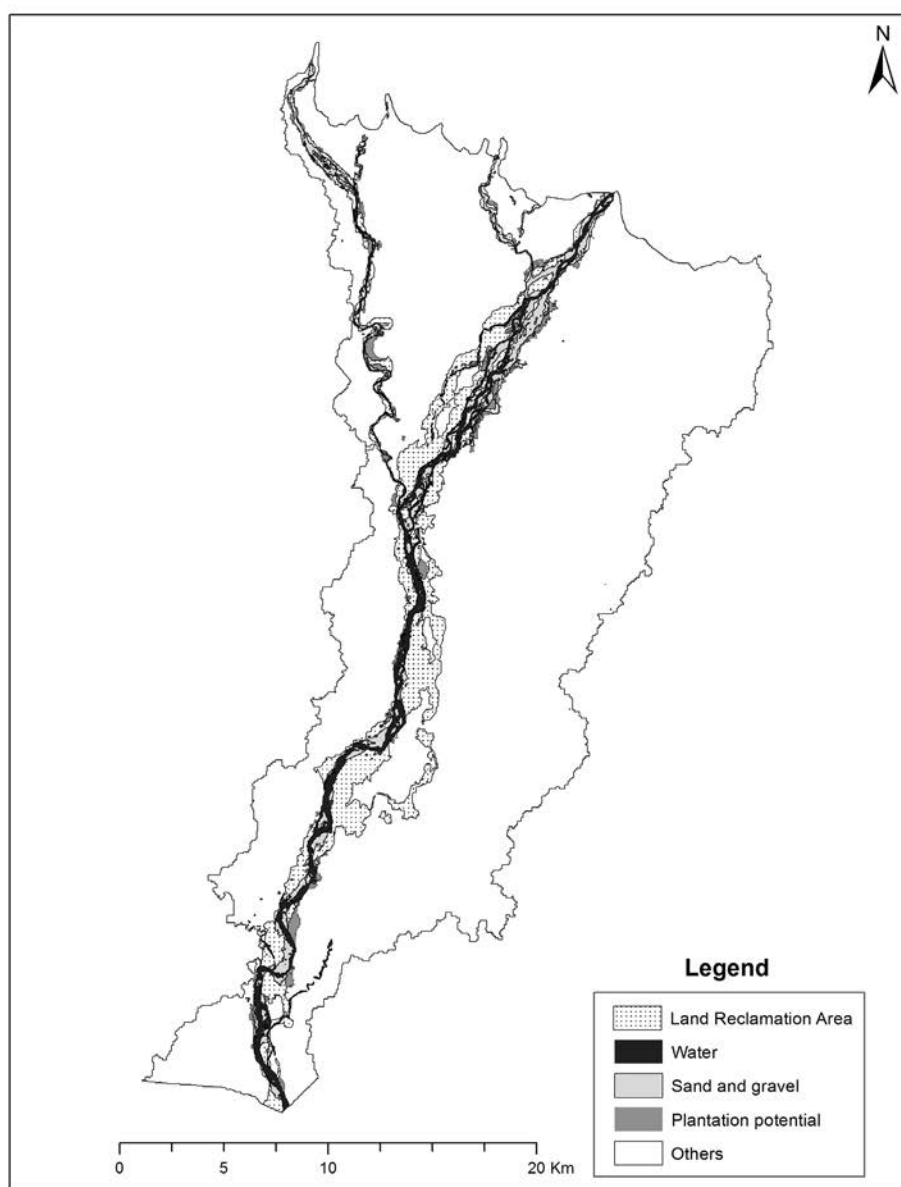 N
Legend
Land Reclamation Area
Water
Sand and gravel
Plantation potential
Others
0 5 10 20 Km